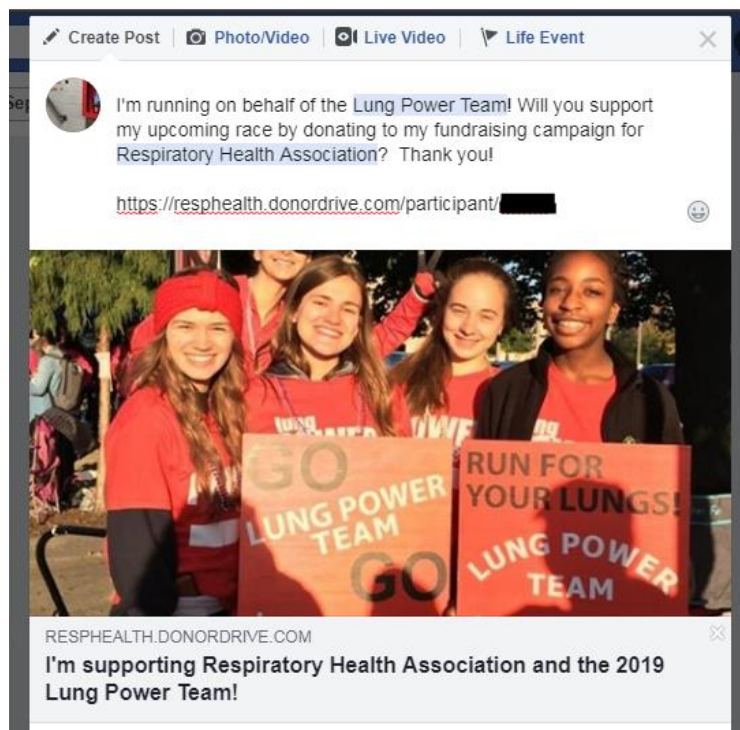 Create Post Photo/Video Live Video Life Event
Sep
I'm running on behalf of the Lung Power Team! Will you support
my upcoming race by donating to my fundraising campaign for
Respiratory Health Association? Thank you!
https://resphealth.donordrive.com/participant/
lung
GO
LUNG POWER
TEAM
GO
RUN FOR
YOUR LUNGS!
LUNG POWER
TEAM
RESPHEALTH.DONORDRIVE.COM
I'm supporting Respiratory Health Association and the 2019
Lung Power Team!